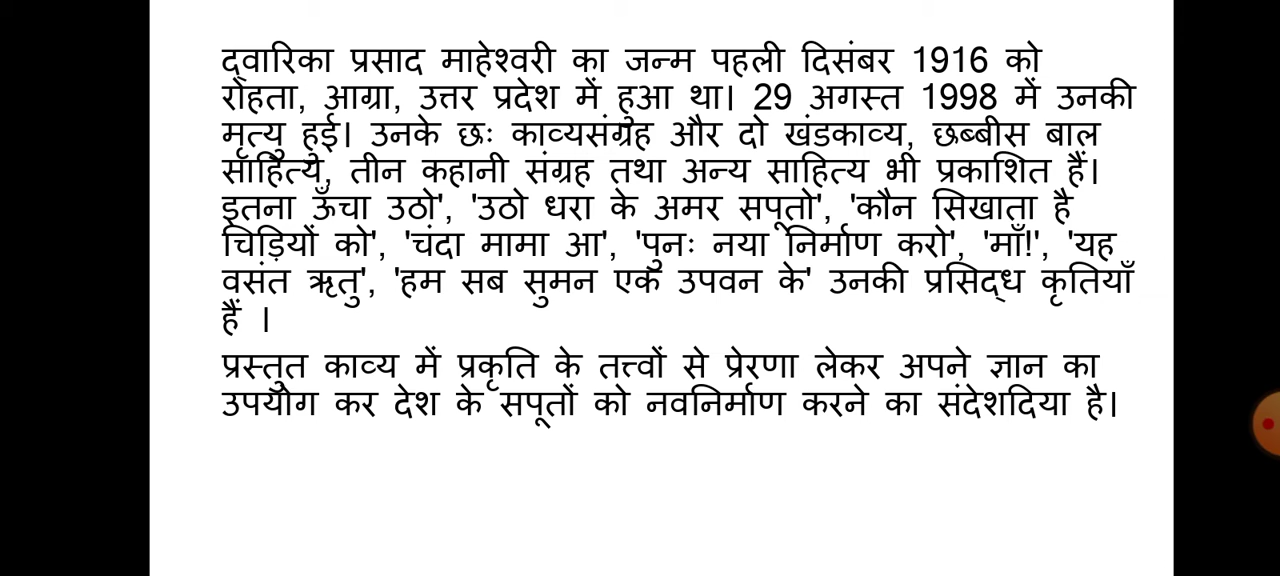 द्वारिका प्रसाद माहेश्वरी का जन्म पहली दिसंबर 1916 को
रोहता, आग्रा, उत्तर प्रदेश में हुआ था। 29 अगस्त 1998 में उनकी
मृत्यु हुई। उनके छः काव्यसंग्रह और दो खंडकाव्य, छब्बीस बाल
साहित्य, तीन कहानी संग्रह तथा अन्य साहित्य भी प्रकाशित हैं।
इतना ऊँचा उठो', 'उठो धरा के अमर सपूतो', 'कौन सिखाता है
चिड़ियों को', 'चंदा मामा आ', 'पुनः नया निर्माण करो', 'माँ!', 'यह
वसंत ऋतु', 'हम सब सुमन एक उपवन के' उनकी प्रसिद्ध कृतियाँ
हैं ।
प्रस्तुत काव्य में प्रकृति के तत्त्वों से प्रेरणा लेकर अपने ज्ञान का
उपयोग कर देश के सपूतों को नवनिर्माण करने का संदेशदिया है।